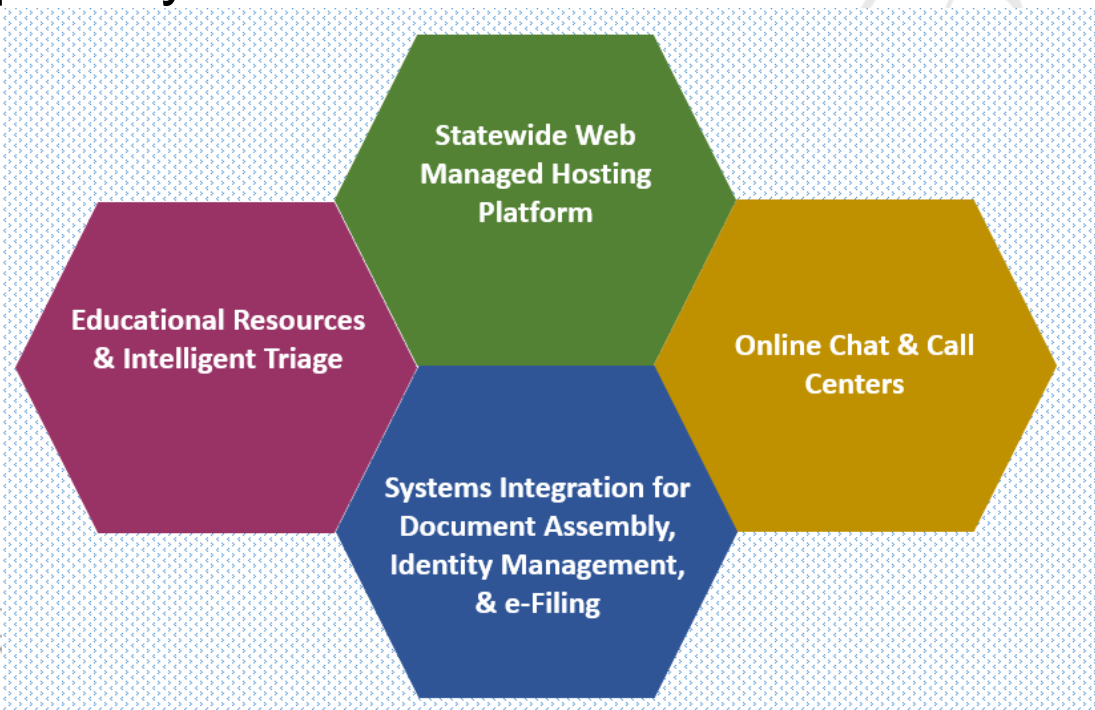 Statewide Web
Managed Hosting
Platform
Educational Resources
& Intelligent Triage
Online Chat & Call
Centers
Systems Integration for
Document Assembly,
Identity Management,
& e-Filing